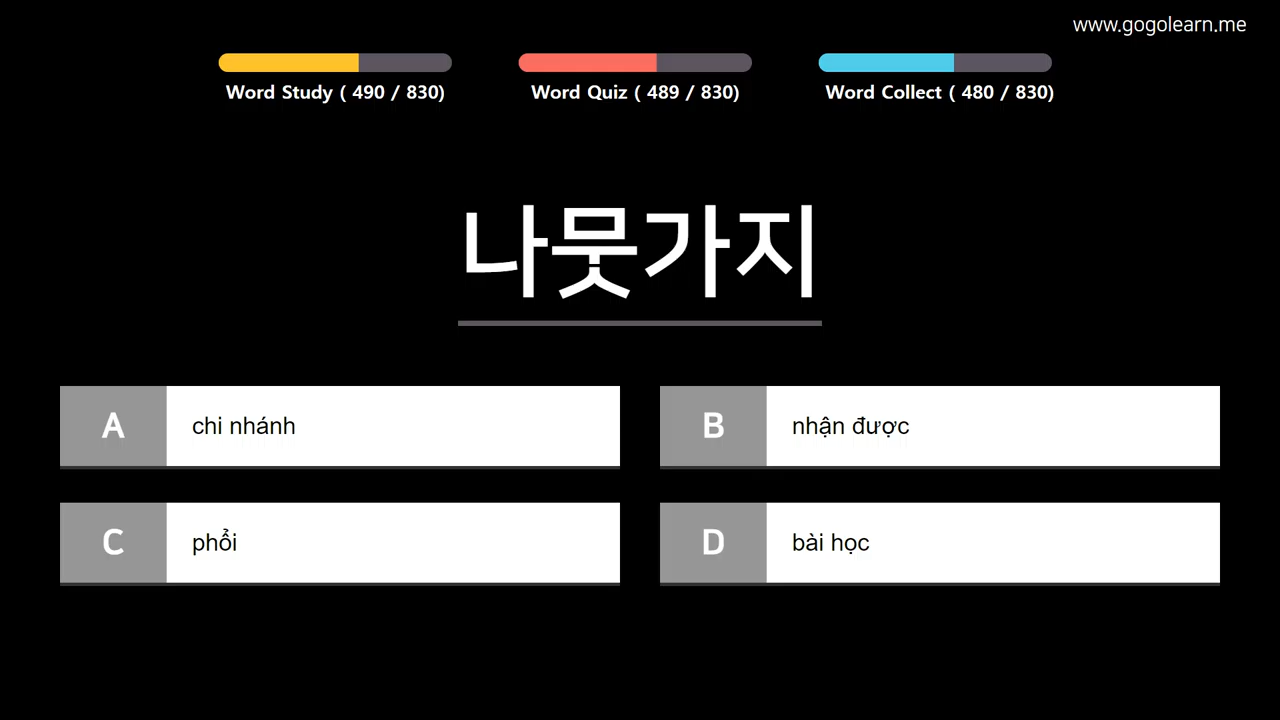 www.gogolearn.me
Word Study ( 490 / 830)
Word Quiz ( 489 / 830)
Word Collect ( 480 / 830)
나뭇가지
A chi nhánh
B nhận được
C phổi
D bài học